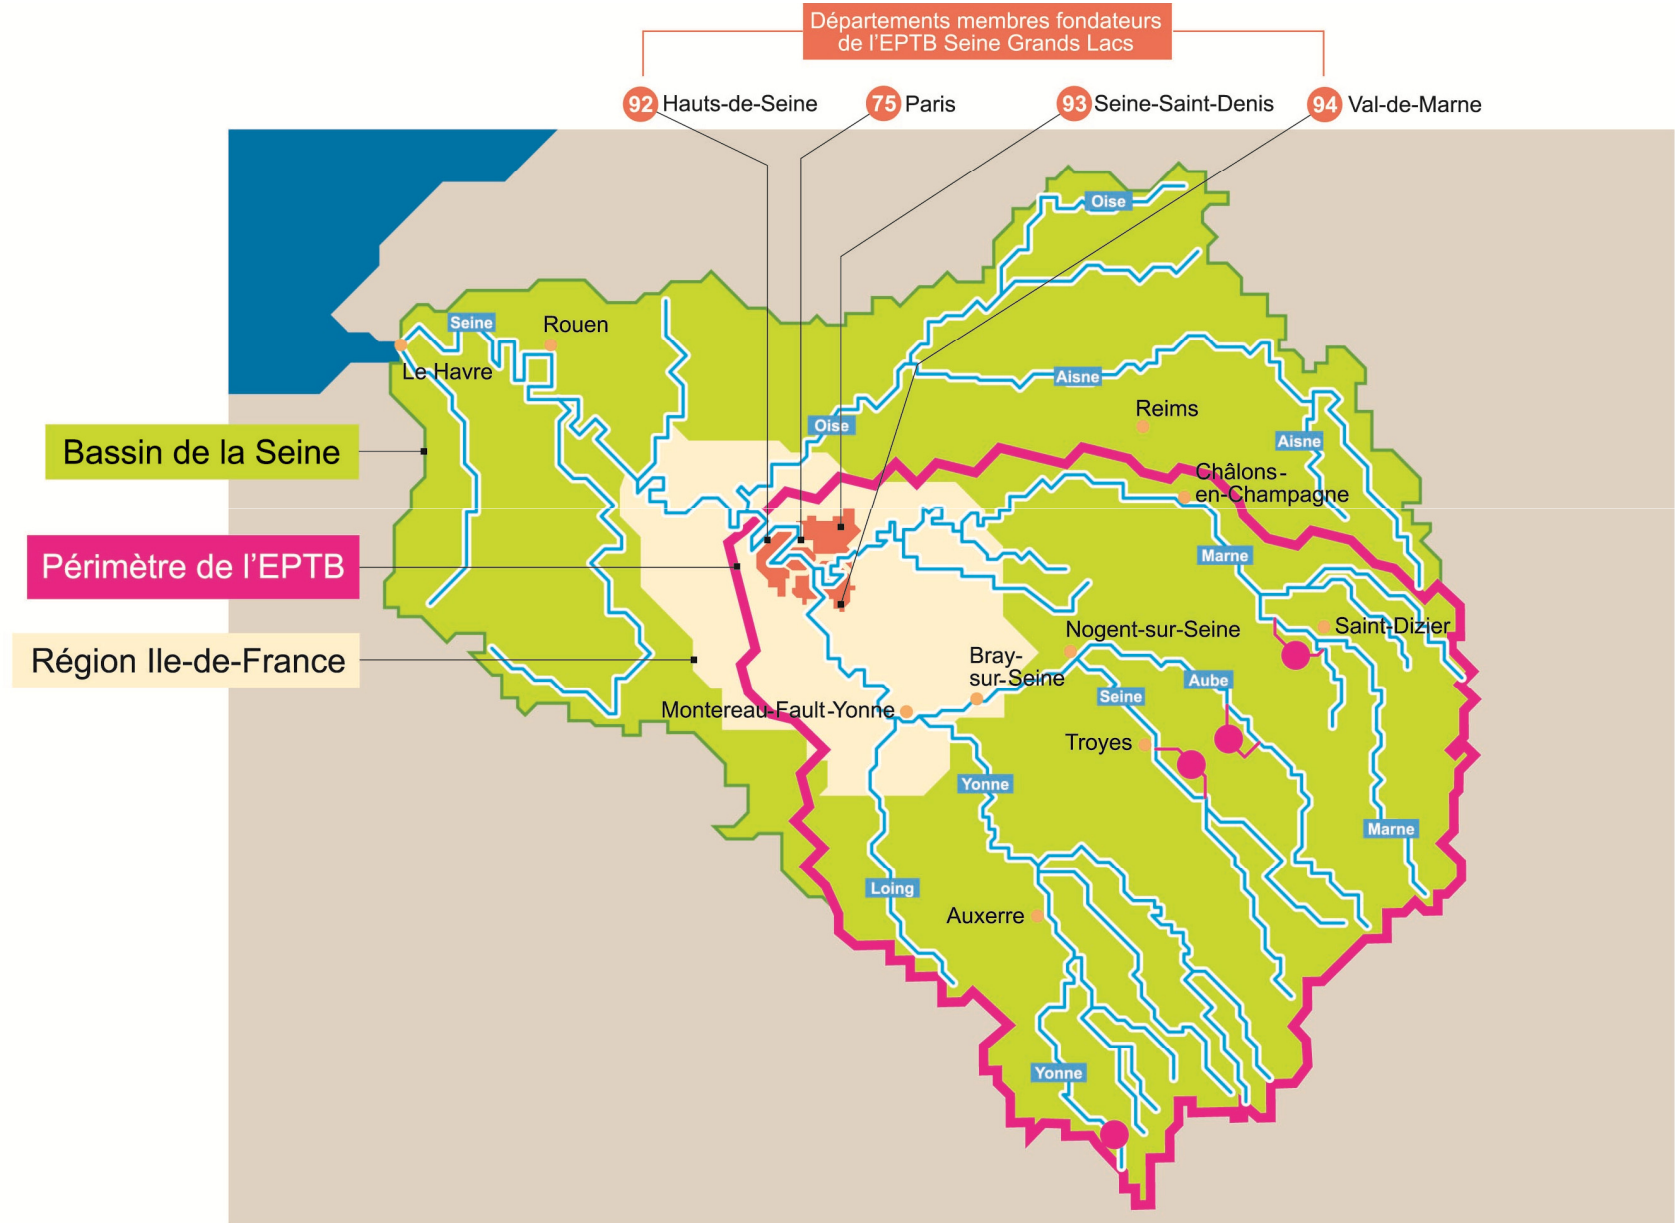 Départements membres fondateurs
de l'EPTB Seine Grands Lacs
92 Hauts-de-Seine
75 Paris
93 Seine-Saint-Denis
94 Val-de-Marne
Oise
Seine
Rouen
Le Havre
Aisne
Reims
Oise
Aisne
Bassin de la Seine
Châlons-
en-Champagne
Marne
Périmètre de l'EPTB
Nogent-sur-Seine
Saint-Dizier
Région Ile-de-France
Bray-
sur-Seine
Aube
Seine
Montereau-Fault-Yonne
Troyes
Yonne
Marne
Loing
Auxerre
Yonne